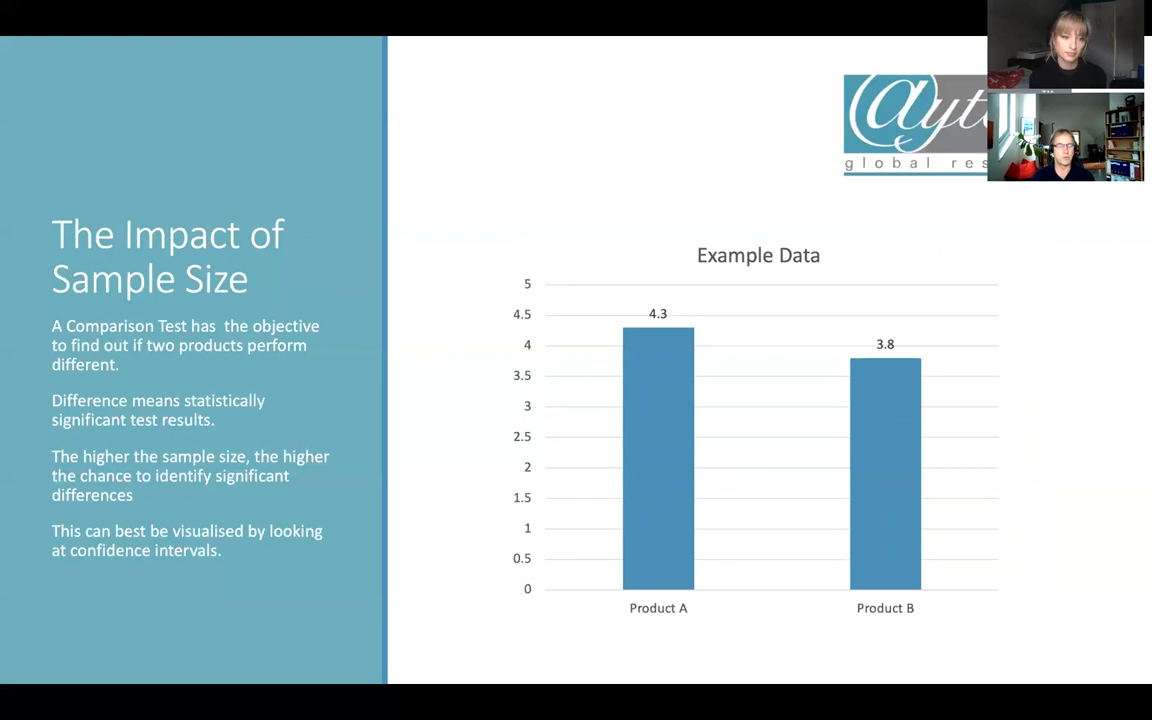 @yt
global res
The Impact of
Sample Size
A Comparison Test has  the objective
to find out if two products perform
different.
Difference means statistically
significant test results.
The higher the sample size, the higher
the chance to identify significant
differences
This can best be visualised by looking
at confidence intervals.
Example Data
5
4.5
4
3.5
3
2.5
2
1.5
1
0.5
0
4.3
3.8
Product A
Product B